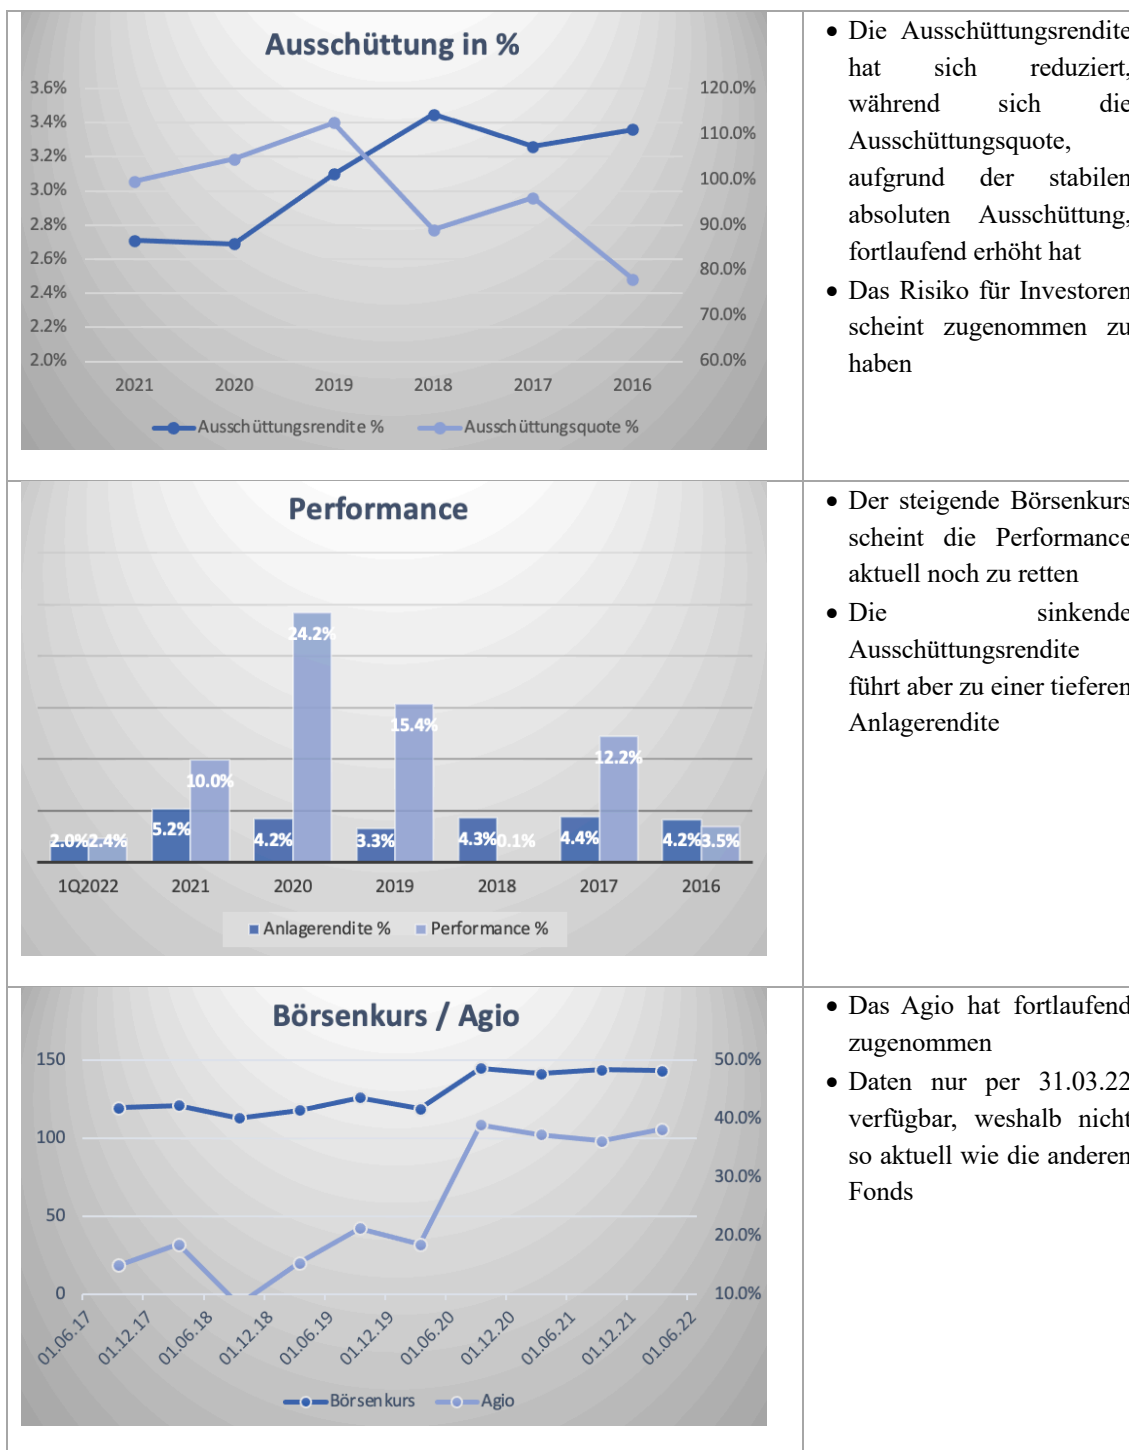 Ausschüttung in %
3.6%
3.4%
3.2%
3.0%
2.8%
2.6%
2.4%
2.2%
2.0%
120.0%
110.0%
100.0%
90.0%
80.0%
70.0%
60.0%
2021 2020 2019 2018 2017 2016
Ausschüttungsrendite % Ausschüttungsquote %
• Die Ausschüttungsrendite
hat sich reduziert,
während sich die
Ausschüttungsquote,
aufgrund der stabilen
absoluten Ausschüttung,
fortlaufend erhöht hat
• Das Risiko für Investoren
scheint zugenommen zu
haben
Performance
24.2%
15.4%
12.2%
10.0%
2.0% 2.4% 5.2% 4.2% 3.3% 4.3% 0.1% 4.4% 4.2% 3.5%
1Q2022 2021 2020 2019 2018 2017 2016
Anlagerendite % Performance %
• Der steigende Börsenkurs
scheint die Performance
aktuell noch zu retten
• Die sinkende
Ausschüttungsrendite
führt aber zu einer tieferen
Anlagerendite
Börsenkurs / Agio
150
100
50
0
50.0%
40.0%
30.0%
20.0%
10.0%
01.06.17 01.12.17 01.06.18 01.12.18 01.06.19 01.12.19 01.06.20 01.12.20 01.06.21 01.12.21 01.06.22
Börsenkurs Agio
• Das Agio hat fortlaufend
zugenommen
• Daten nur per 31.03.22
verfügbar, weshalb nicht
so aktuell wie die anderen
Fonds